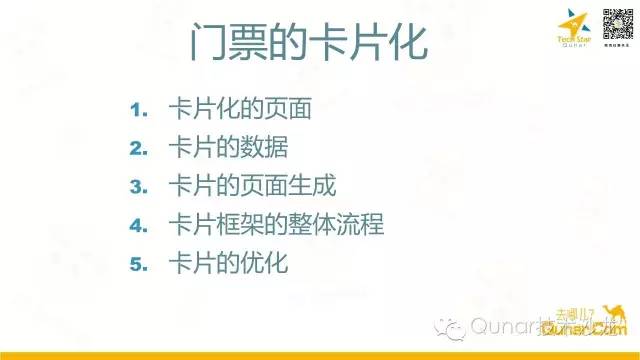 门票的卡片化
Tech Star
Qunar
1. 卡片化的页面
2. 卡片的数据
3. 卡片的页面生成
4. 卡片框架的整体流程
5. 卡片的优化
去哪儿?
Qunar.Com
Qunar技术沙龙